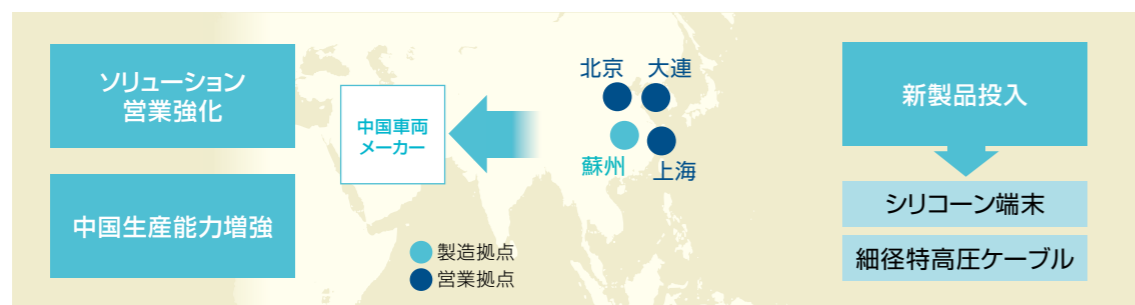 ソリューション
営業強化
中国生産能力増強
中国車両
メーカー
北京
大連
蘇州
上海
製造拠点
営業拠点
新製品投入
シリコーン端末
細径特高圧ケーブル